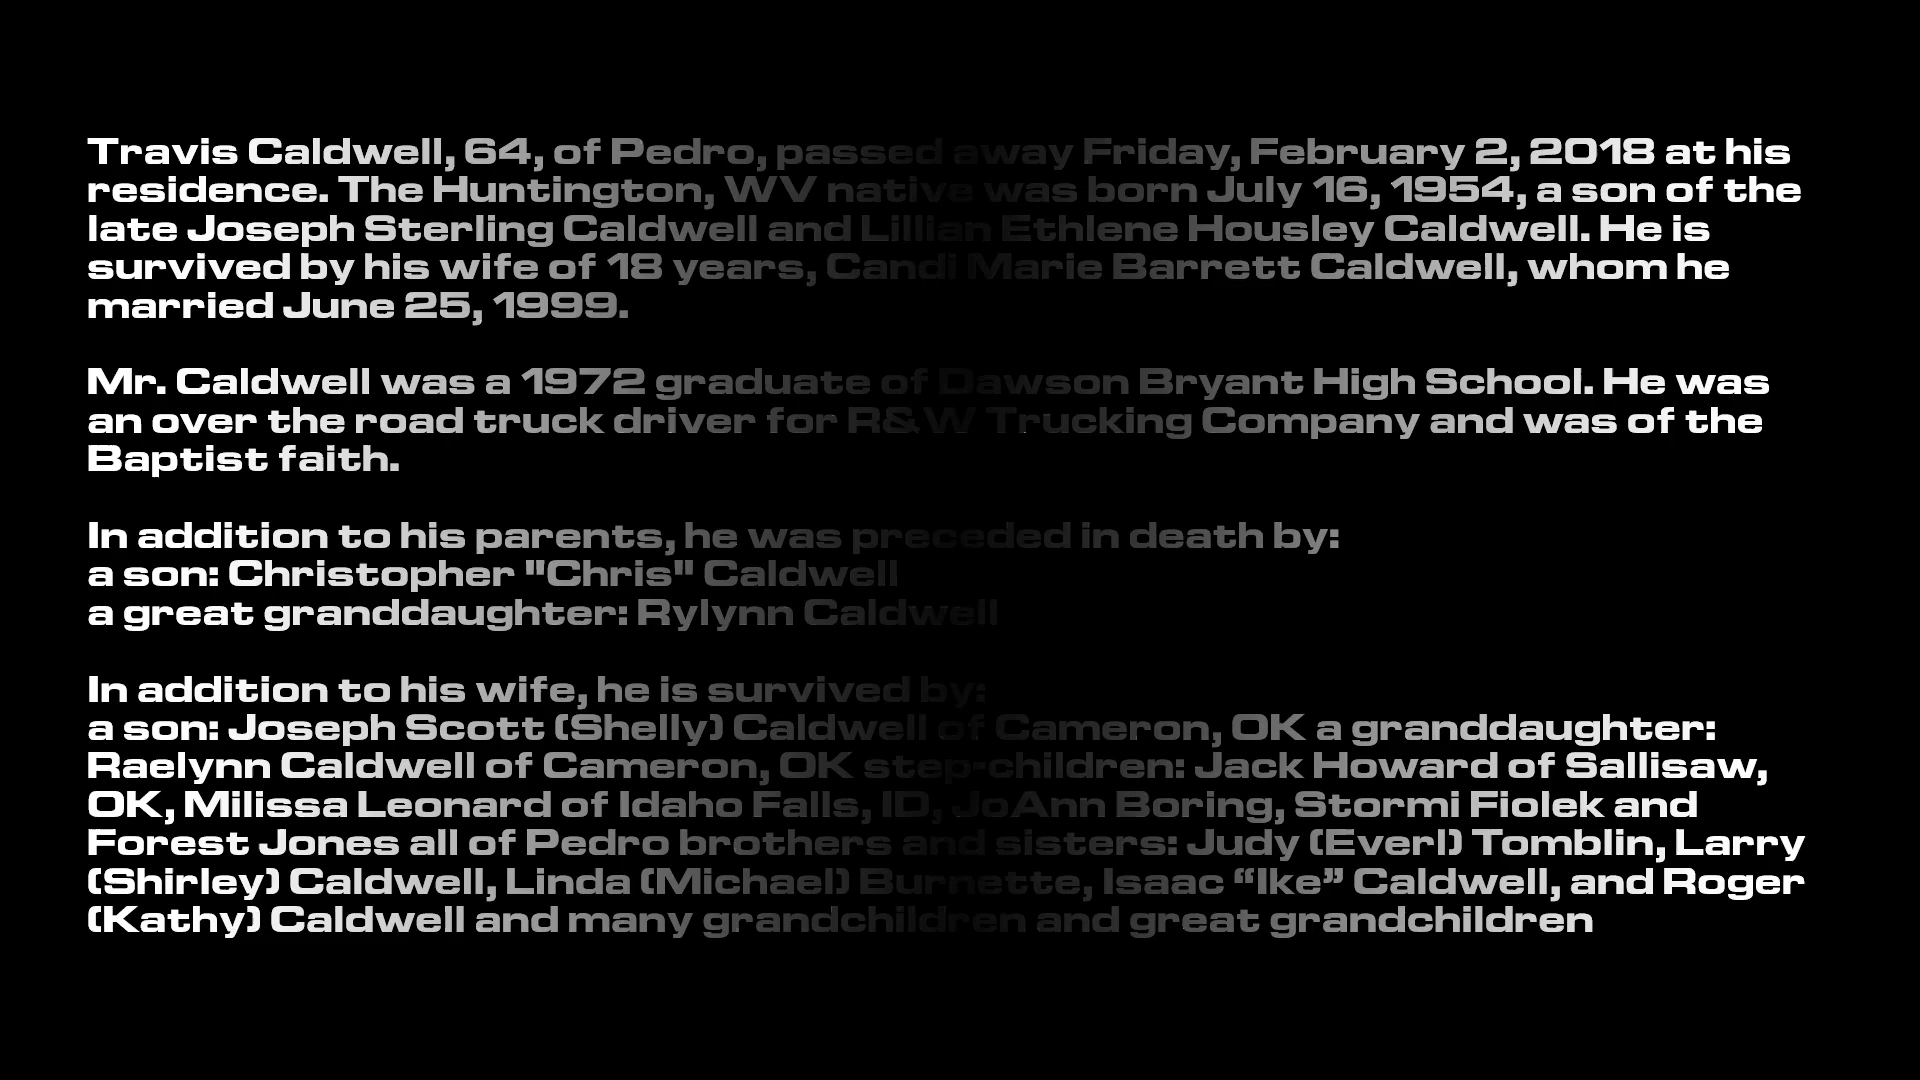 Travis Caldwell, 64, of Pedro, passed away Friday, February 2, 2018 at his
residence. The Huntington, WV native was born July 16, 1954, a son of the
late Joseph Sterling Caldwell and Lillian Ethlene Housley Caldwell. He is
survived by his wife of 18 years, Candi Marie Barrett Caldwell, whom he
married June 25, 1999.
Mr. Caldwell was a 1972 graduate of Dawson Bryant High School. He was
an over the road truck driver for R&W Trucking Company and was of the
Baptist faith.
In addition to his parents, he was preceded in death by:
a son: Christopher "Chris" Caldwell
a great granddaughter: Rylynn Caldwell
In addition to his wife, he is survived by:
a son: Joseph Scott (Shelly) Caldwell of Cameron, OK a granddaughter:
Raelynn Caldwell of Cameron, OK step-children: Jack Howard of Sallisaw,
OK, Milissa Leonard of Idaho Falls, ID, JoAnn Boring, Stormi Fiolek and
Forest Jones all of Pedro brothers and sisters: Judy (Everl) Tomblin, Larry
(Shirley) Caldwell, Linda (Michael) Burnette, Isaac “Ike” Caldwell, and Roger
(Kathy) Caldwell and many grandchildren and great grandchildren